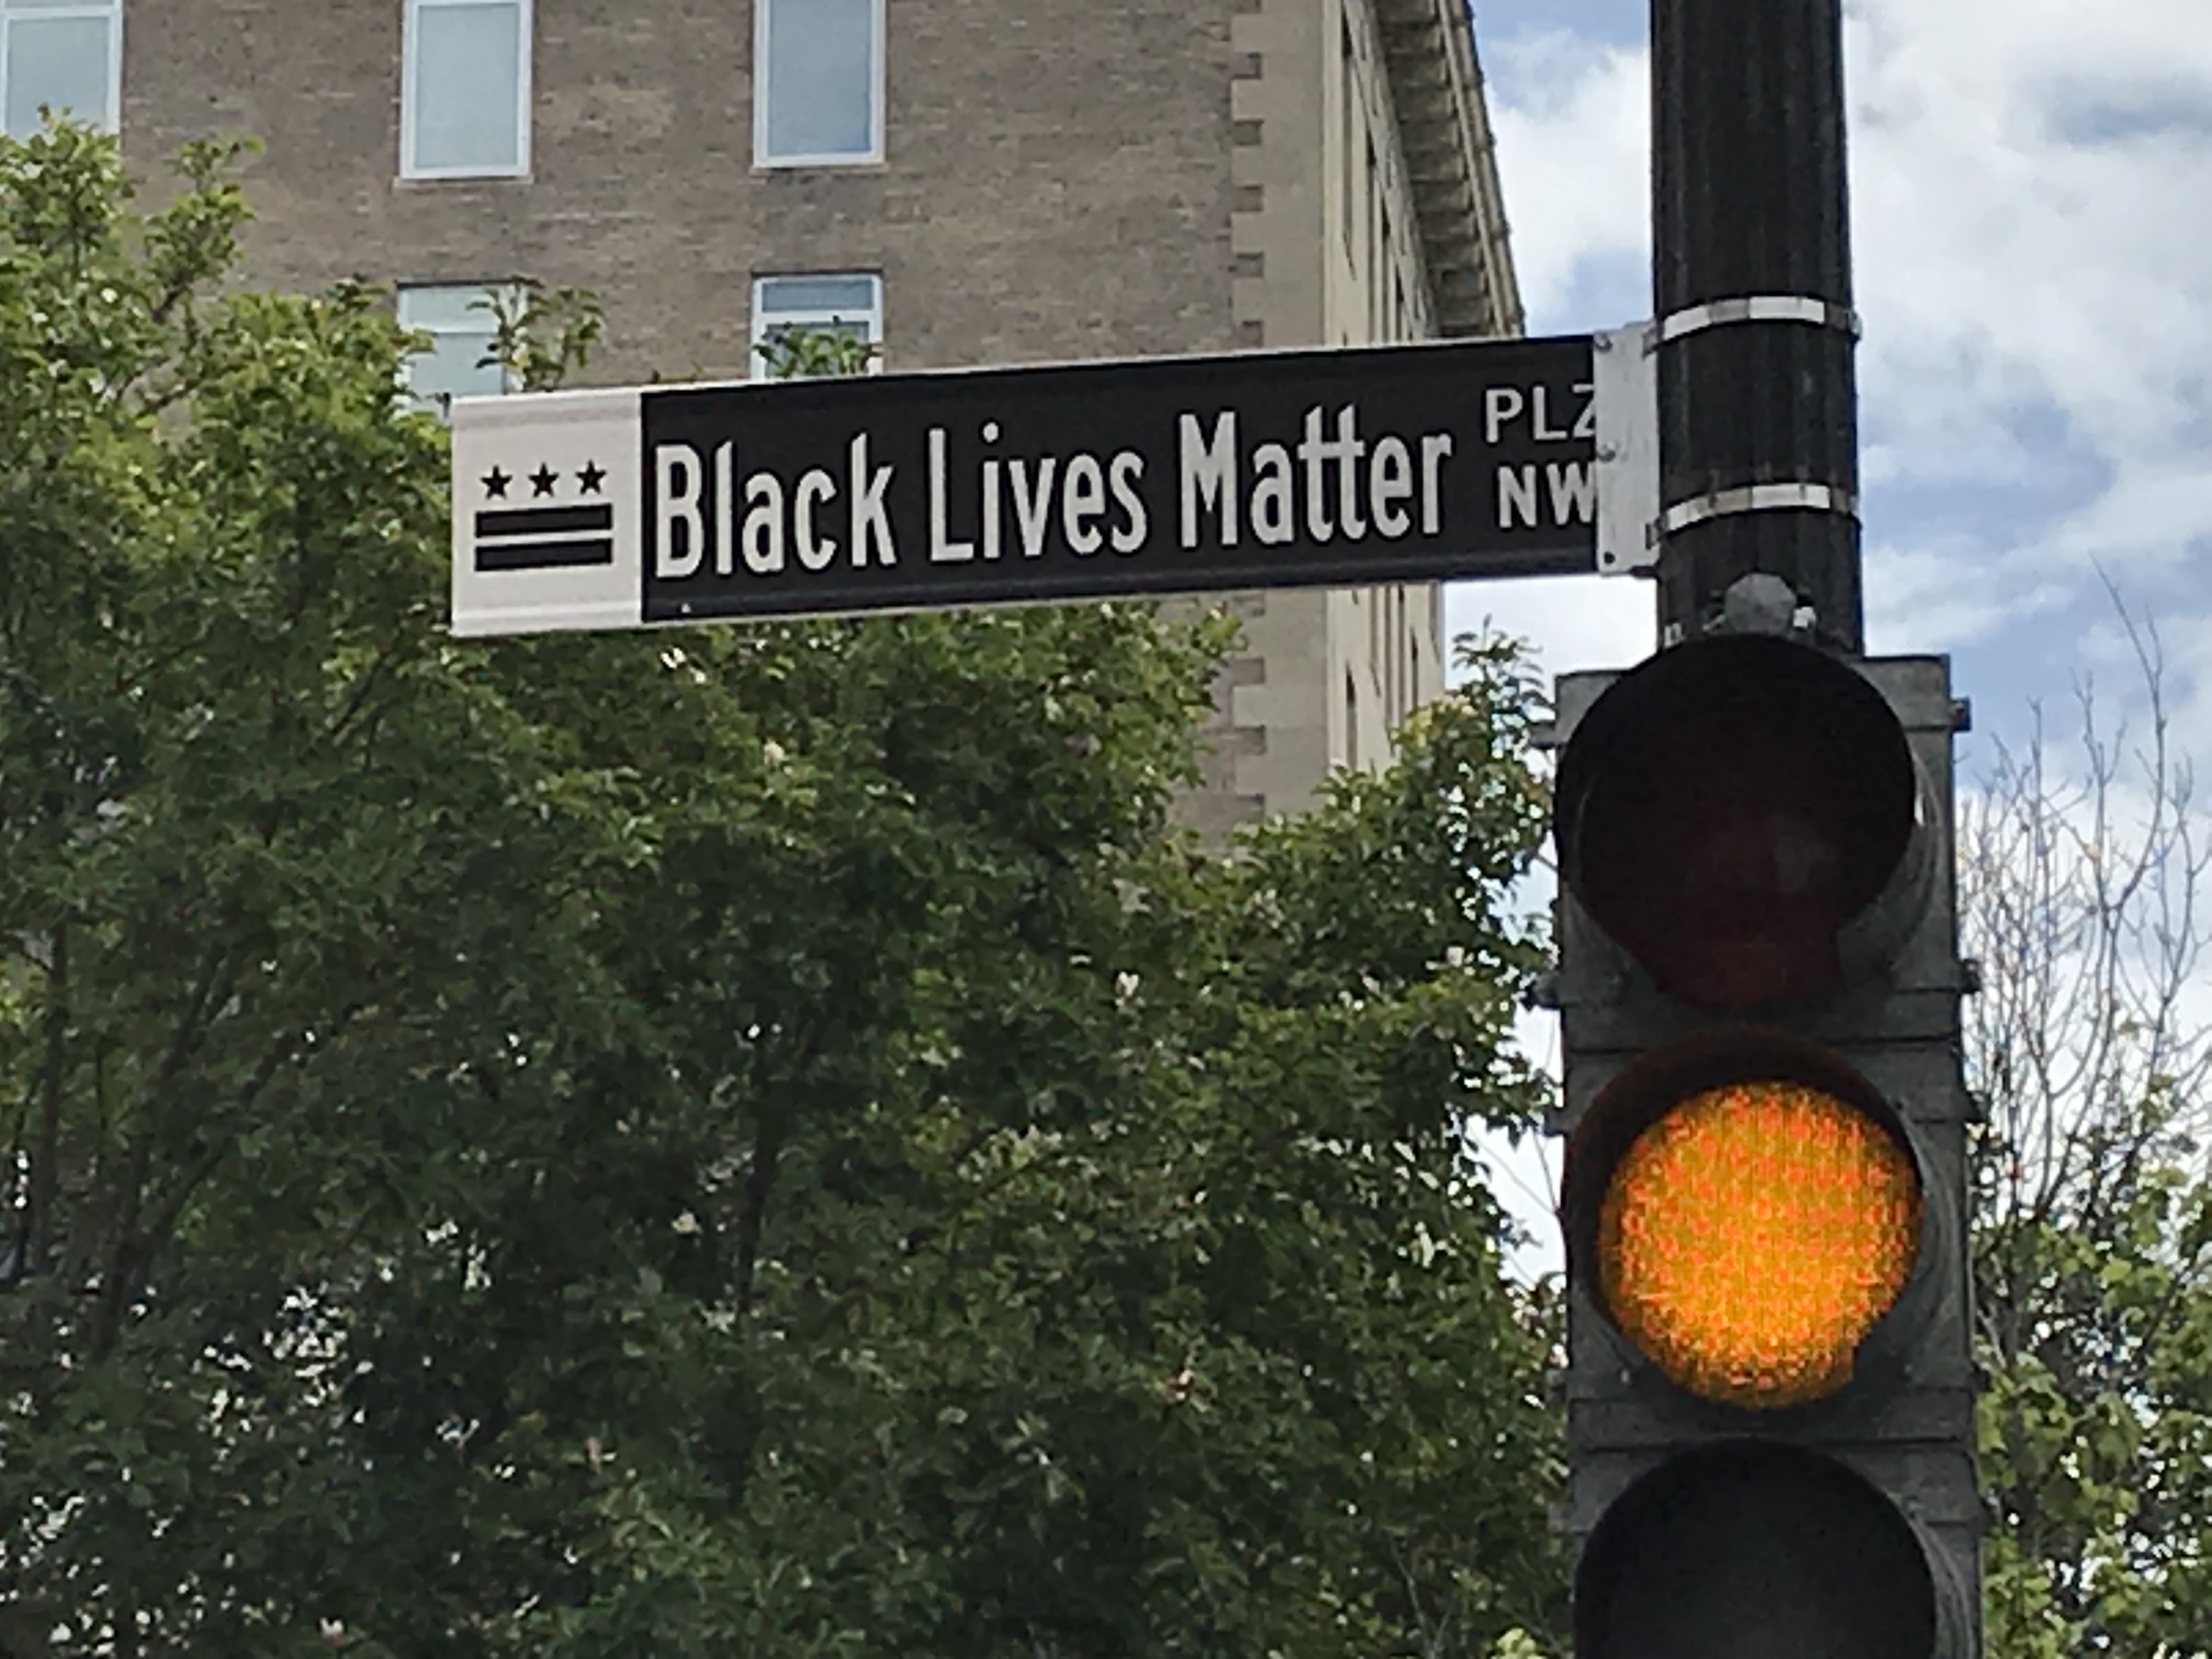 Black Lives Matter PLZ
NW